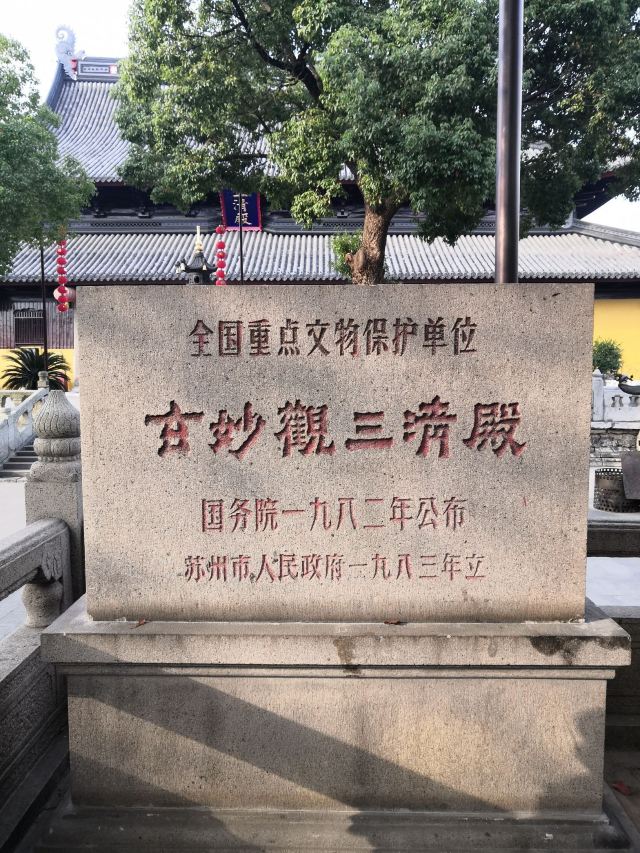 清殿
全国重点文物保护单位
玄妙觀三清殿
国务院一九八二年公布
苏州市人民政府一九八三年立